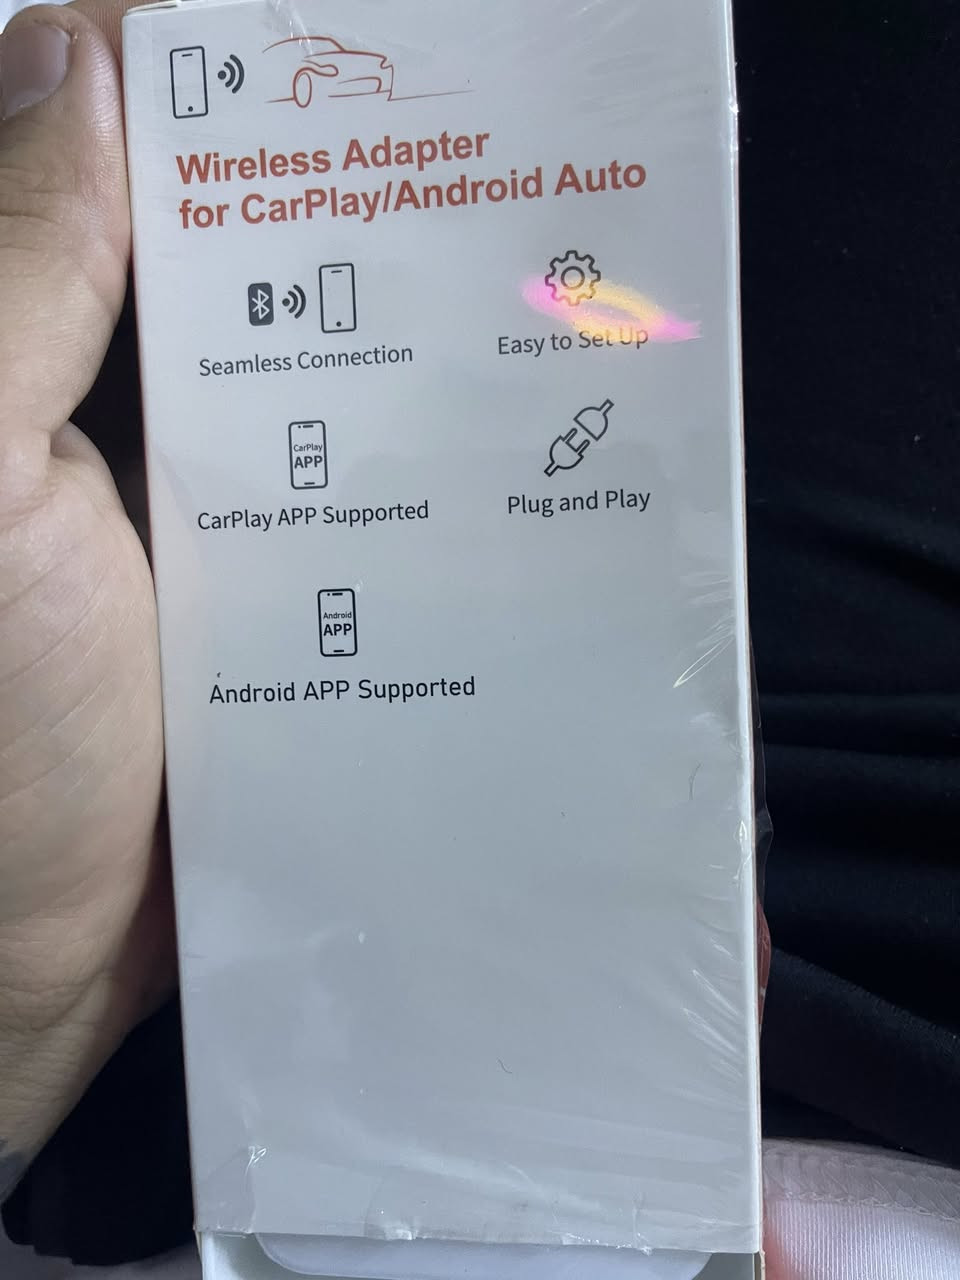 Wireless Adapter
for CarPlay/Android Auto
Seamless Connection
Easy to Set Up
CarPlay
APP
CarPlay APP Supported
Plug and Play
Android
APP
Android APP Supported